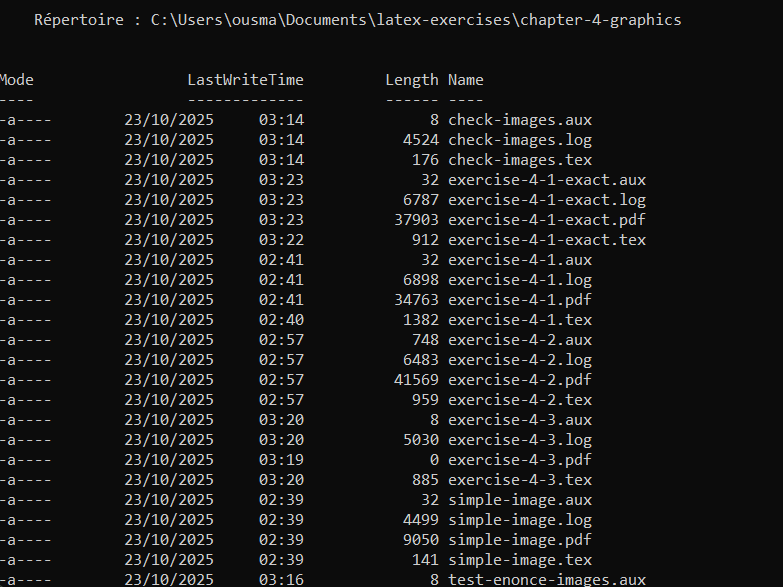 Répertoire : C:\Users\ousma\Documents\latex-exercises\chapter-4-graphics
Mode LastWriteTime Length Name
---- ------------- ------ ----
-a---- 23/10/2025 03:14 8 check-images.aux
-a---- 23/10/2025 03:14 4524 check-images.log
-a---- 23/10/2025 03:14 176 check-images.tex
-a---- 23/10/2025 03:23 32 exercise-4-1-exact.aux
-a---- 23/10/2025 03:23 6787 exercise-4-1-exact.log
-a---- 23/10/2025 03:23 37903 exercise-4-1-exact.pdf
-a---- 23/10/2025 03:22 912 exercise-4-1-exact.tex
-a---- 23/10/2025 02:41 32 exercise-4-1.aux
-a---- 23/10/2025 02:41 6898 exercise-4-1.log
-a---- 23/10/2025 02:41 34763 exercise-4-1.pdf
-a---- 23/10/2025 02:40 1382 exercise-4-1.tex
-a---- 23/10/2025 02:57 748 exercise-4-2.aux
-a---- 23/10/2025 02:57 6483 exercise-4-2.log
-a---- 23/10/2025 02:57 41569 exercise-4-2.pdf
-a---- 23/10/2025 02:57 959 exercise-4-2.tex
-a---- 23/10/2025 03:20 8 exercise-4-3.aux
-a---- 23/10/2025 03:20 5030 exercise-4-3.log
-a---- 23/10/2025 03:19 0 exercise-4-3.pdf
-a---- 23/10/2025 03:20 885 exercise-4-3.tex
-a---- 23/10/2025 02:39 32 simple-image.aux
-a---- 23/10/2025 02:39 4499 simple-image.log
-a---- 23/10/2025 02:39 9050 simple-image.pdf
-a---- 23/10/2025 02:39 141 simple-image.tex
-a---- 23/10/2025 03:16 8 test-enonce-images.aux